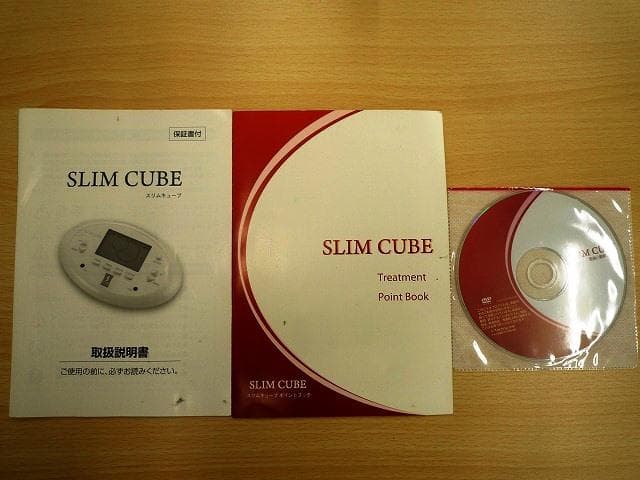 保証書付
SLIM CUBE
スリムキューブ
取扱説明書
ご使用の前に、必ずお読みください。
SLIM CUBE
Treatment
Point Book
SLIM CUBE
スリムキューブ ポイントブック
IM CU
DVD